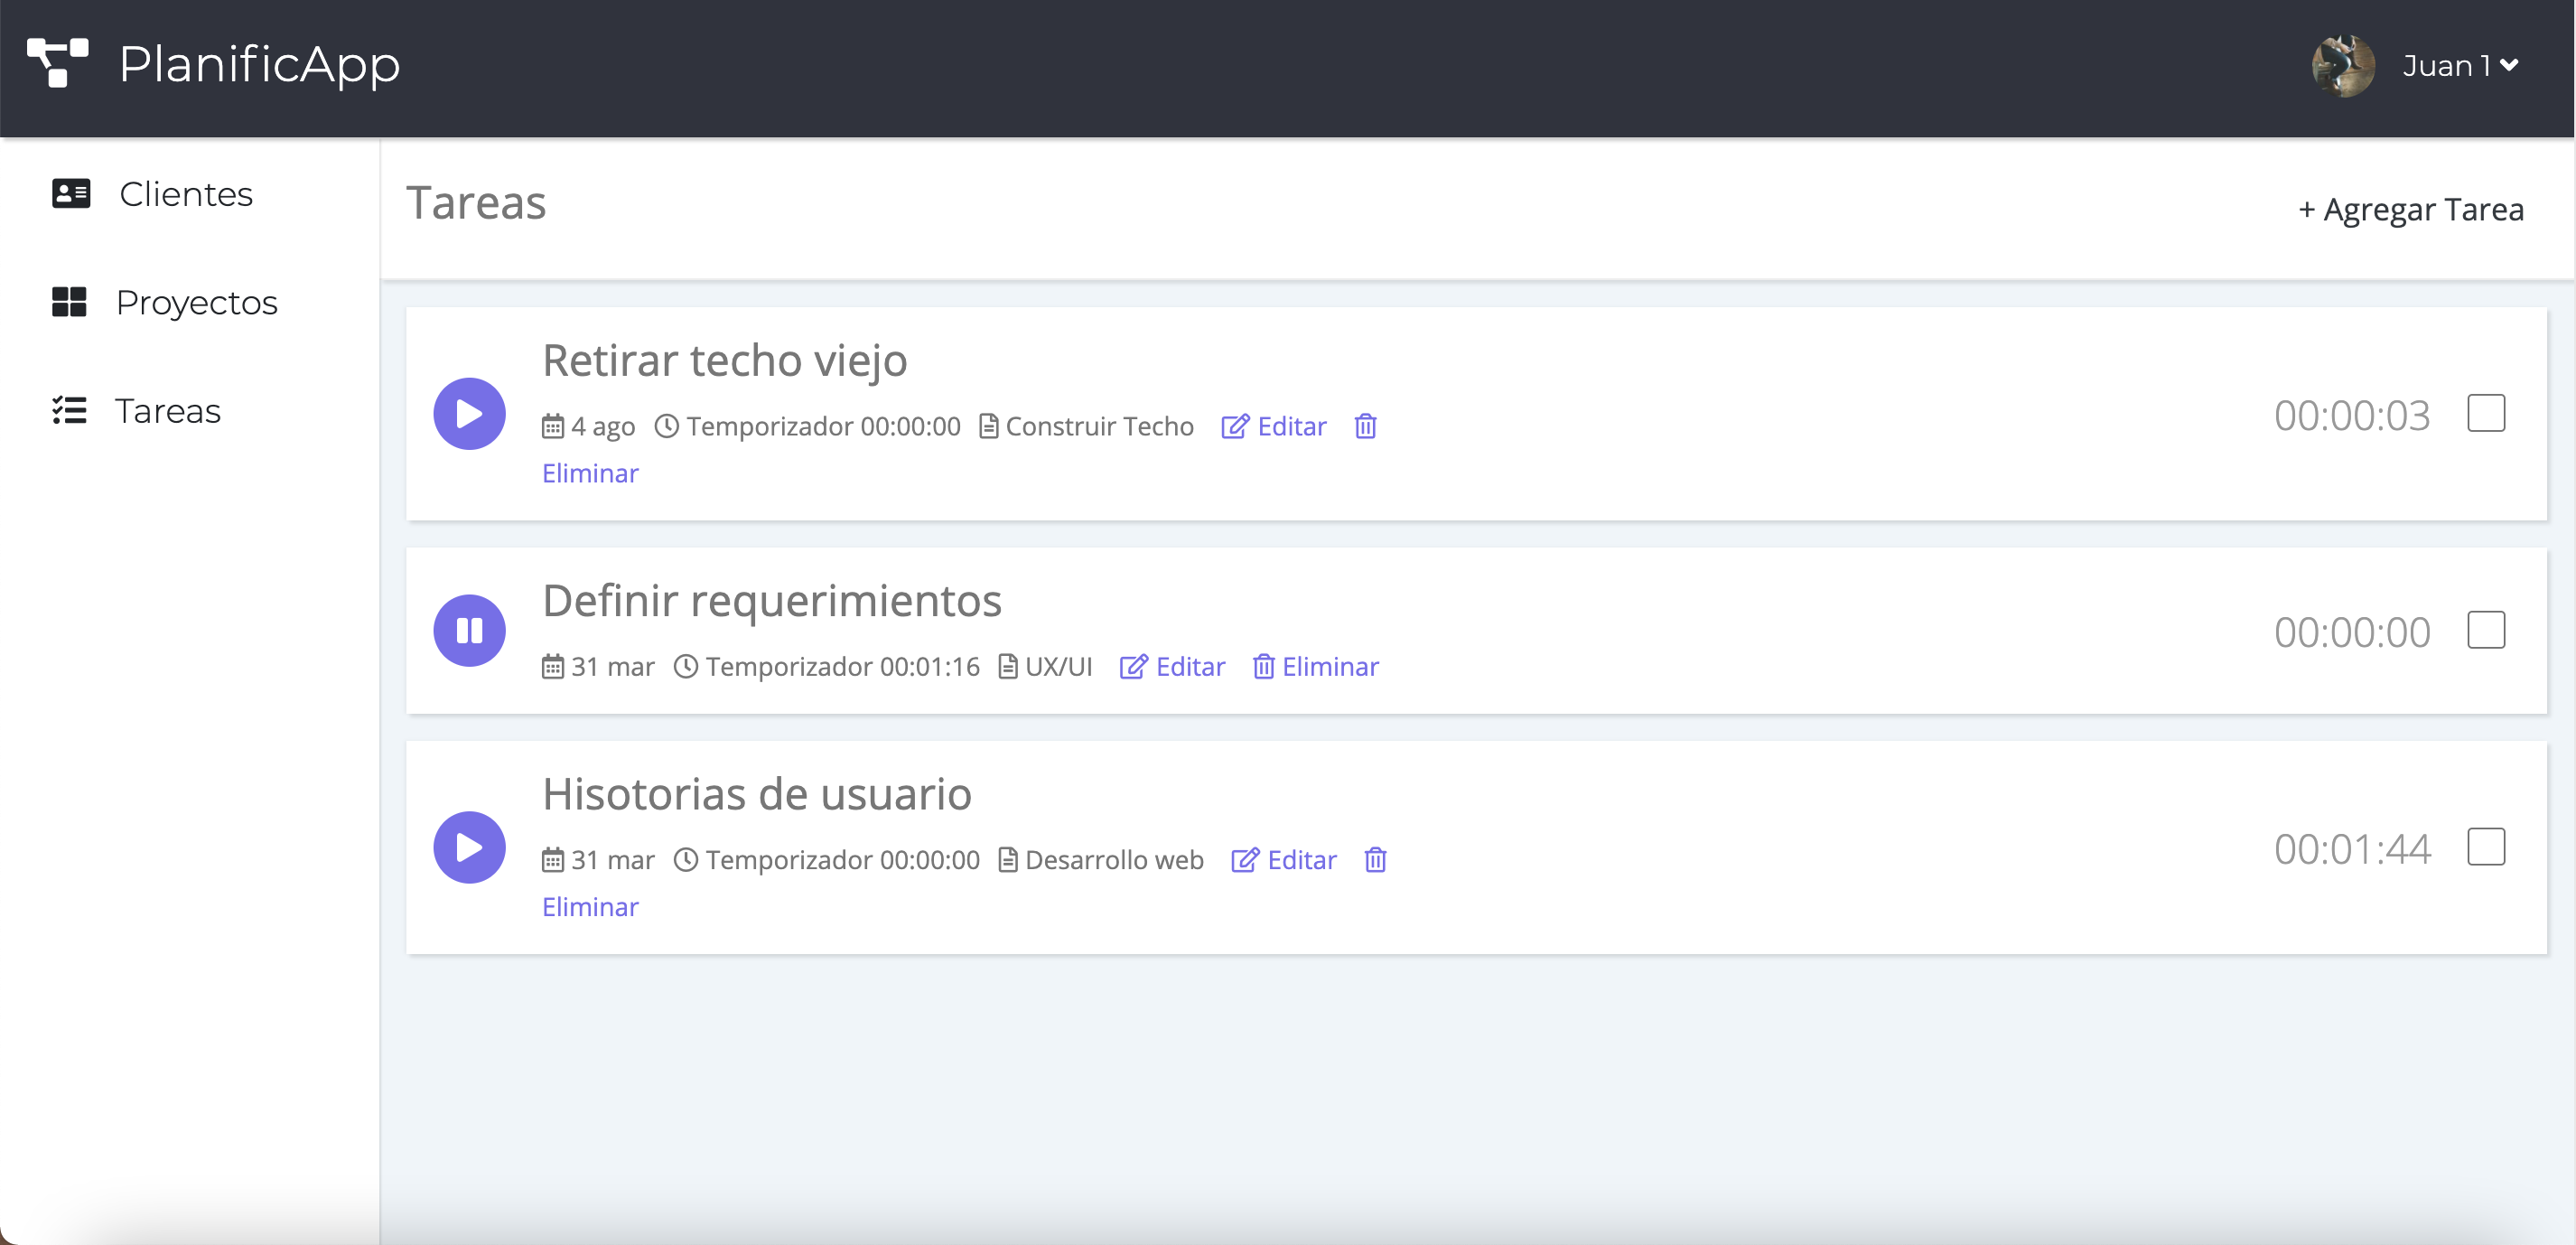 PlanificApp
Juan 1
Clientes
Proyectos
Tareas
Tareas
+ Agregar Tarea
Retirar techo viejo
4 ago Temporizador 00:00:00 Construir Techo Editar
Eliminar
00:00:03
Definir requerimientos
31 mar Temporizador 00:01:16 UX/UI Editar Eliminar
00:00:00
Hisotorias de usuario
31 mar Temporizador 00:00:00 Desarrollo web Editar
Eliminar
00:01:44